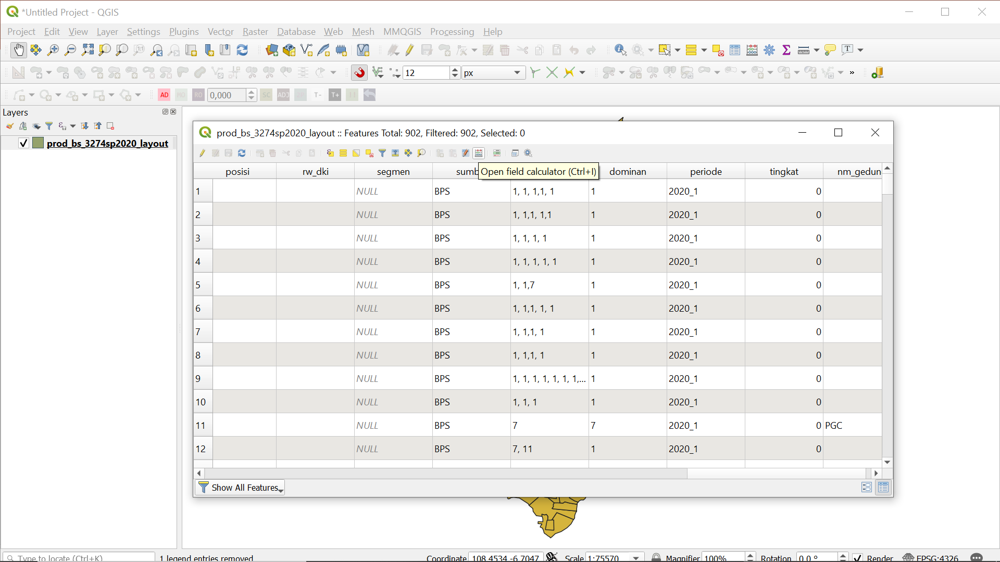 *Untitled Project - QGIS
Project Edit View Layer Settings Plugins Vector Raster Database Web Mesh MMQGIS Processing Help
12 px
AD MO RO 0,000 SC ADJ T- T+
Layers
prod_bs_3274sp2020_layout
prod_bs_3274sp2020_layout :: Features Total: 902, Filtered: 902, Selected: 0
posisi rw_dki segmen sumb Open field calculator (Ctrl+I) dominan periode tingkat nm_gedun
1 NULL BPS 1, 1, 1,1, 1 1 2020_1 0
2 NULL BPS 1, 1,1, 1,1 1 2020_1 0
3 NULL BPS 1, 1, 1, 1 1 2020_1 0
4 NULL BPS 1, 1, 1, 1, 1 1 2020_1 0
5 NULL BPS 1, 1,7 1 2020_1 0
6 NULL BPS 1, 1,1, 1, 1 1 2020_1 0
7 NULL BPS 1, 1,1, 1 1 2020_1 0
8 NULL BPS 1, 1,1, 1 1 2020_1 0
9 NULL BPS 1, 1, 1, 1, 1, 1, 1,... 1 2020_1 0
10 NULL BPS 1, 1, 1 1 2020_1 0
11 NULL BPS 7 7 2020_1 0 PGC
12 NULL BPS 7, 11 1 2020_1 0
Show All Features
Type to locate (Ctrl+K) 1 legend entries removed Coordinate 108.4534,-6.7047 Scale 1:75570 Magnifier 100% Rotation 0,0 ° Render EPSG:4326